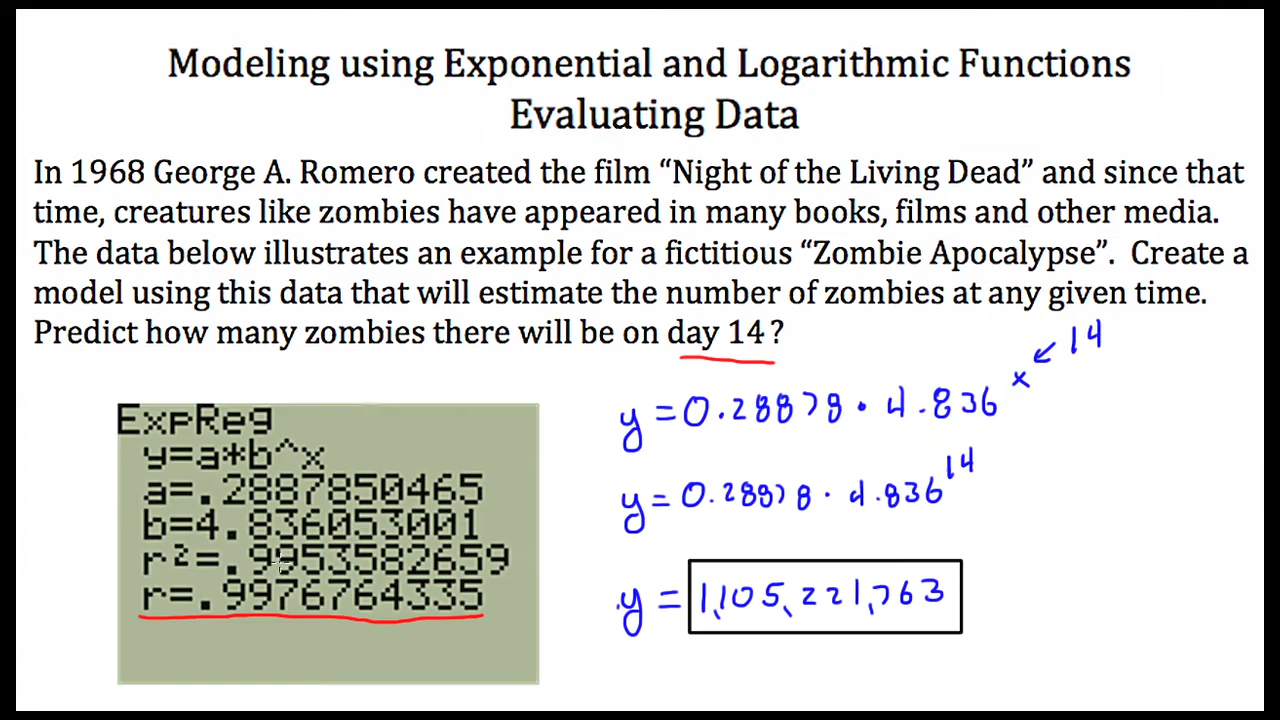 Modeling using Exponential and Logarithmic Functions
Evaluating Data
In 1968 George A. Romero created the film “Night of the Living Dead” and since that
time, creatures like zombies have appeared in many books, films and other media.
The data below illustrates an example for a fictitious “Zombie Apocalypse”.  Create a
model using this data that will estimate the number of zombies at any given time.
Predict how many zombies there will be on day 14?
ExpReg
y=a*b^x
a=.2887850465
b=4.836053001
r²=.9953582659
r=.9976764335
y = 0.28878 · 4.836^x ← 14
y = 0.28878 · 4.836^14
y = 1,105,221,763